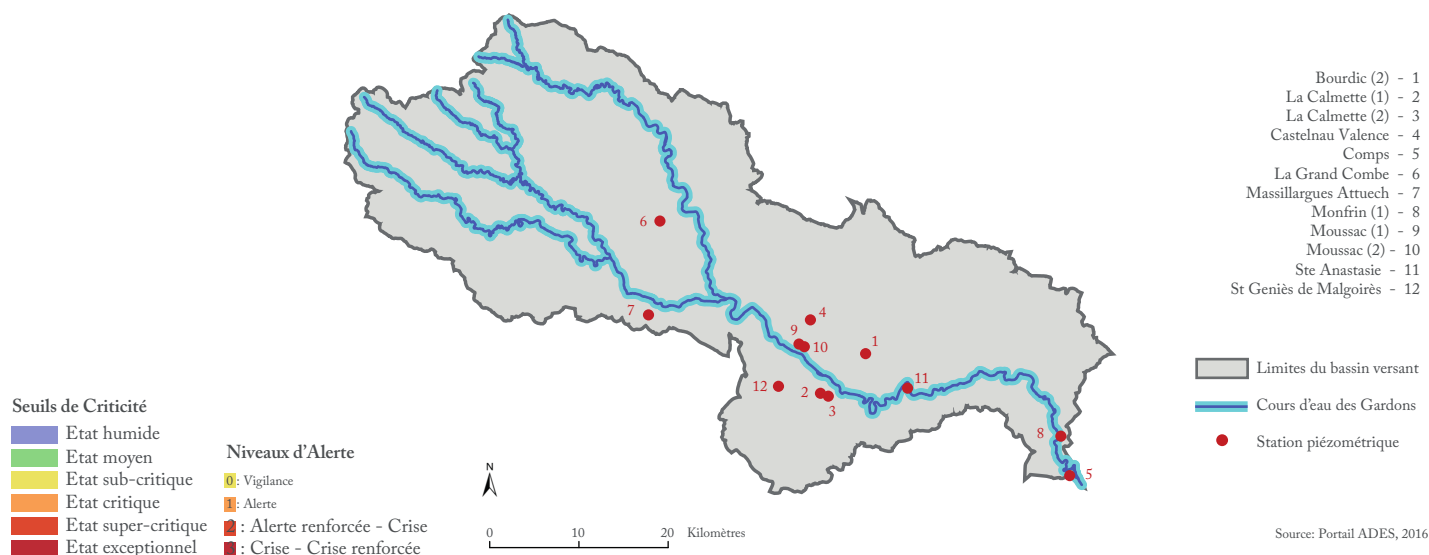 Bourdic (2) - 1
La Calmette (1) - 2
La Calmette (2) - 3
Castelnau Valence - 4
Comps - 5
La Grand Combe - 6
Massillargues Attuech - 7
Monfrin (1) - 8
Moussac (1) - 9
Moussac (2) - 10
Ste Anastasie - 11
St Geniès de Malgoirès - 12
6
7
4
9
10
1
12
2
3
11
8
5
Limites du bassin versant
Cours d'eau des Gardons
Station piézométrique
Seuils de Criticité
Etat humide
Etat moyen
Etat sub-critique
Etat critique
Etat super-critique
Etat exceptionnel
Niveaux d'Alerte
0 : Vigilance
1 : Alerte
2 : Alerte renforcée - Crise
3 : Crise - Crise renforcée
N
0 10 20 Kilomètres
Source: Portail ADES, 2016